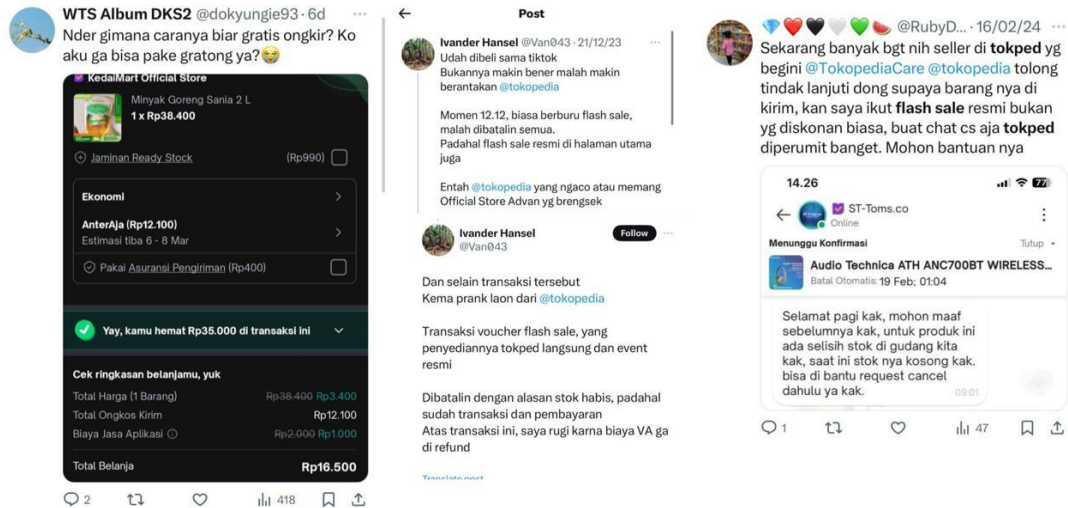 WTS Album DKS2 @dokyungie93 · 6d
Nder gimana caranya biar gratis ongkir? Ko
aku ga bisa pake gratong ya?😭
KedaiMart Official Store
Minyak Goreng Sania 2 L
1 x Rp38.400
Jaminan Ready Stock (Rp990)
Ekonomi
AnterAja (Rp12.100)
Estimasi tiba 6 - 8 Mar
Pakai Asuransi Pengiriman (Rp400)
Yay, kamu hemat Rp35.000 di transaksi ini
Cek ringkasan belanjamu, yuk
Total Harga (1 Barang) Rp38.400 Rp3.400
Total Ongkos Kirim Rp12.100
Biaya Jasa Aplikasi Rp2.000 Rp1.000
Total Belanja Rp16.500
2 418
Post
Ivander Hansel @Van043 · 21/12/23
Udah dibeli sama tiktok
Bukannya makin bener malah makin
berantakan @tokopedia
Momen 12.12, biasa berburu flash sale,
malah dibatalin semua.
Padahal flash sale resmi di halaman utama
juga
Entah @tokopedia yang ngaco atau memang
Official Store Advan yg brengsek
Ivander Hansel
@Van043
Follow
Dan selain transaksi tersebut
Kema prank laon dari @tokopedia
Transaksi voucher flash sale, yang
penyediannya tokped langsung dan event
resmi
Dibatalin dengan alasan stok habis, padahal
sudah transaksi dan pembayaran
Atas transaksi ini, saya rugi karna biaya VA ga
di refund
Translate post
💎❤️🖤🤍💚🍉 @RubyD... · 16/02/24
Sekarang banyak bgt nih seller di tokped yg
begini @TokopediaCare @tokopedia tolong
tindak lanjuti dong supaya barang nya di
kirim, kan saya ikut flash sale resmi bukan
yg diskonan biasa, buat chat cs aja tokped
diperumit banget. Mohon bantuan nya
14.26 77
ST-Toms.co
Online
Menunggu Konfirmasi Tutup
Audio Technica ATH ANC700BT WIRELESS...
Batal Otomatis: 19 Feb; 01:04
Selamat pagi kak, mohon maaf
sebelumnya kak, untuk produk ini
ada selisih stok di gudang kita
kak, saat ini stok nya kosong kak.
bisa di bantu request cancel
dahulu ya kak.
09.01
1 47